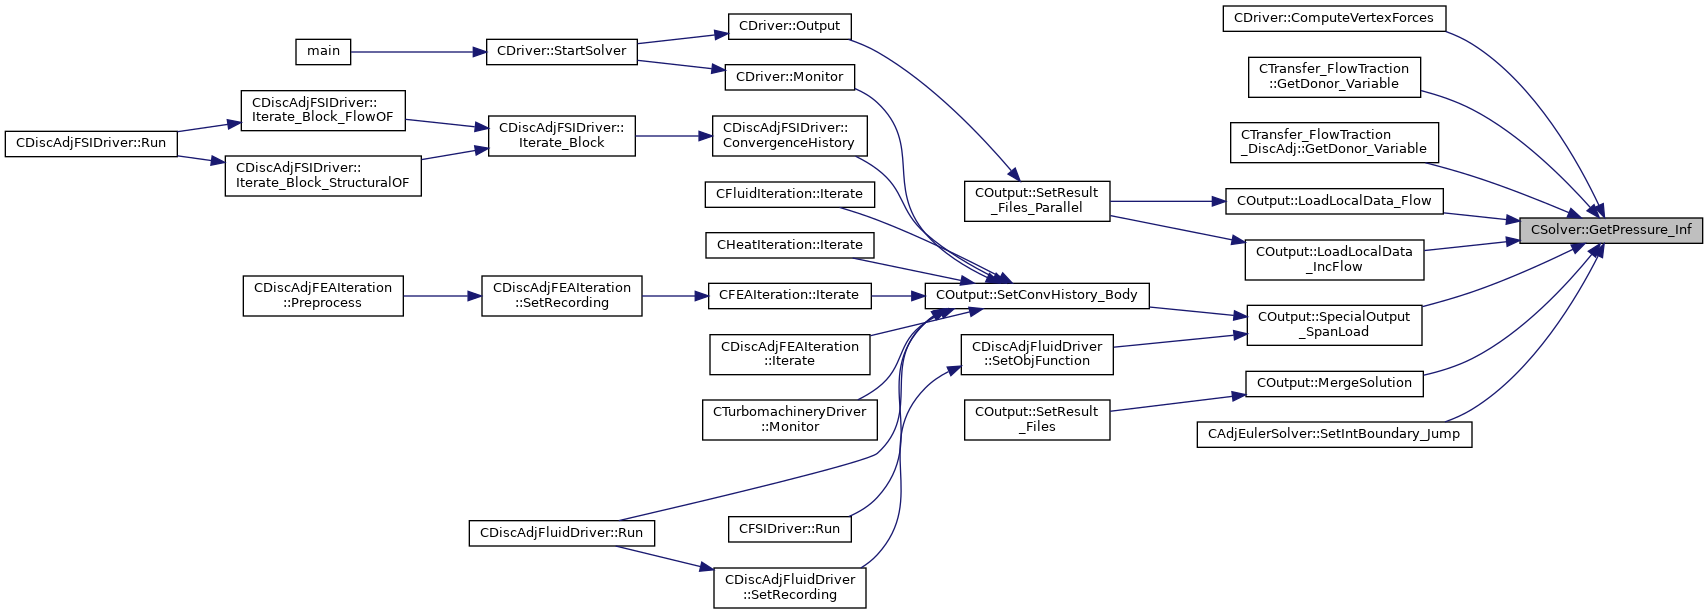 CDriver::ComputeVertexForces
CDriver::Output
main
CDriver::StartSolver
CDriver::Monitor
CTransfer_FlowTraction
::GetDonor_Variable
CDiscAdjFSIDriver::
Iterate_Block_FlowOF
CDiscAdjFSIDriver::
Iterate_Block
CDiscAdjFSIDriver::
ConvergenceHistory
CTransfer_FlowTraction
_DiscAdj::GetDonor_Variable
CDiscAdjFSIDriver::Run
CDiscAdjFSIDriver::
Iterate_Block_StructuralOF
CFluidIteration::Iterate
COutput::SetResult
_Files_Parallel
COutput::LoadLocalData_Flow
CSolver::GetPressure_Inf
CHeatIteration::Iterate
COutput::LoadLocalData
_IncFlow
CDiscAdjFEAIteration
::Preprocess
CDiscAdjFEAIteration
::SetRecording
CFEAIteration::Iterate
COutput::SetConvHistory_Body
COutput::SpecialOutput
_SpanLoad
CDiscAdjFEAIteration
::Iterate
CDiscAdjFluidDriver
::SetObjFunction
COutput::MergeSolution
CTurbomachineryDriver
::Monitor
COutput::SetResult
_Files
CAdjEulerSolver::SetIntBoundary_Jump
CDiscAdjFluidDriver::Run
CFSIDriver::Run
CDiscAdjFluidDriver
::SetRecording